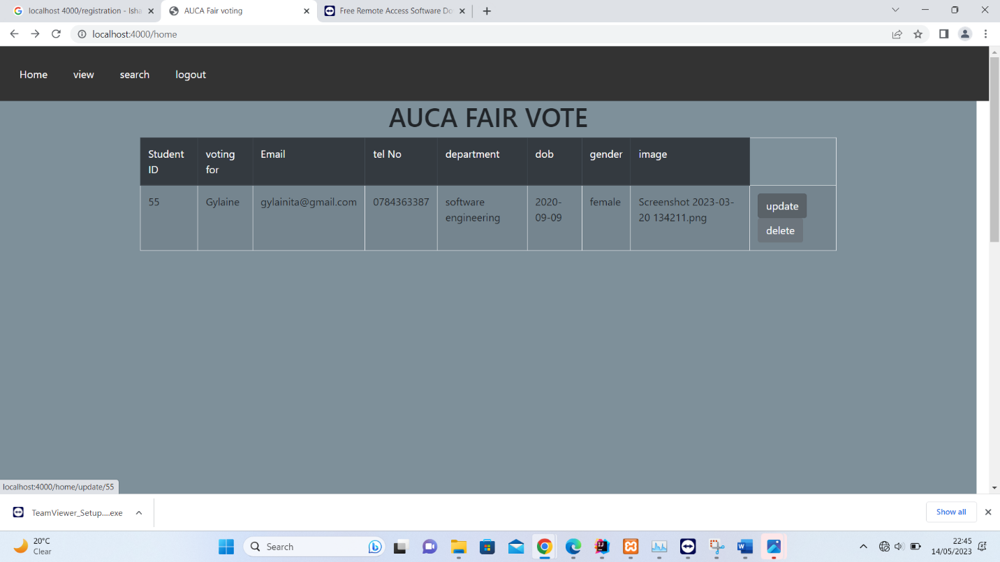 localhost 4000/registration - Isha
AUCA Fair voting
Free Remote Access Software Do
localhost:4000/home
Home view search logout
AUCA FAIR VOTE
Student ID voting for Email tel No department dob gender image
55 Gylaine gylainita@gmail.com 0784363387 software engineering 2020-09-09 female Screenshot 2023-03-20 134211.png update
delete
localhost:4000/home/update/55
TeamViewer_Setup....exe
Show all
20°C
Clear
Search
22:45
14/05/2023